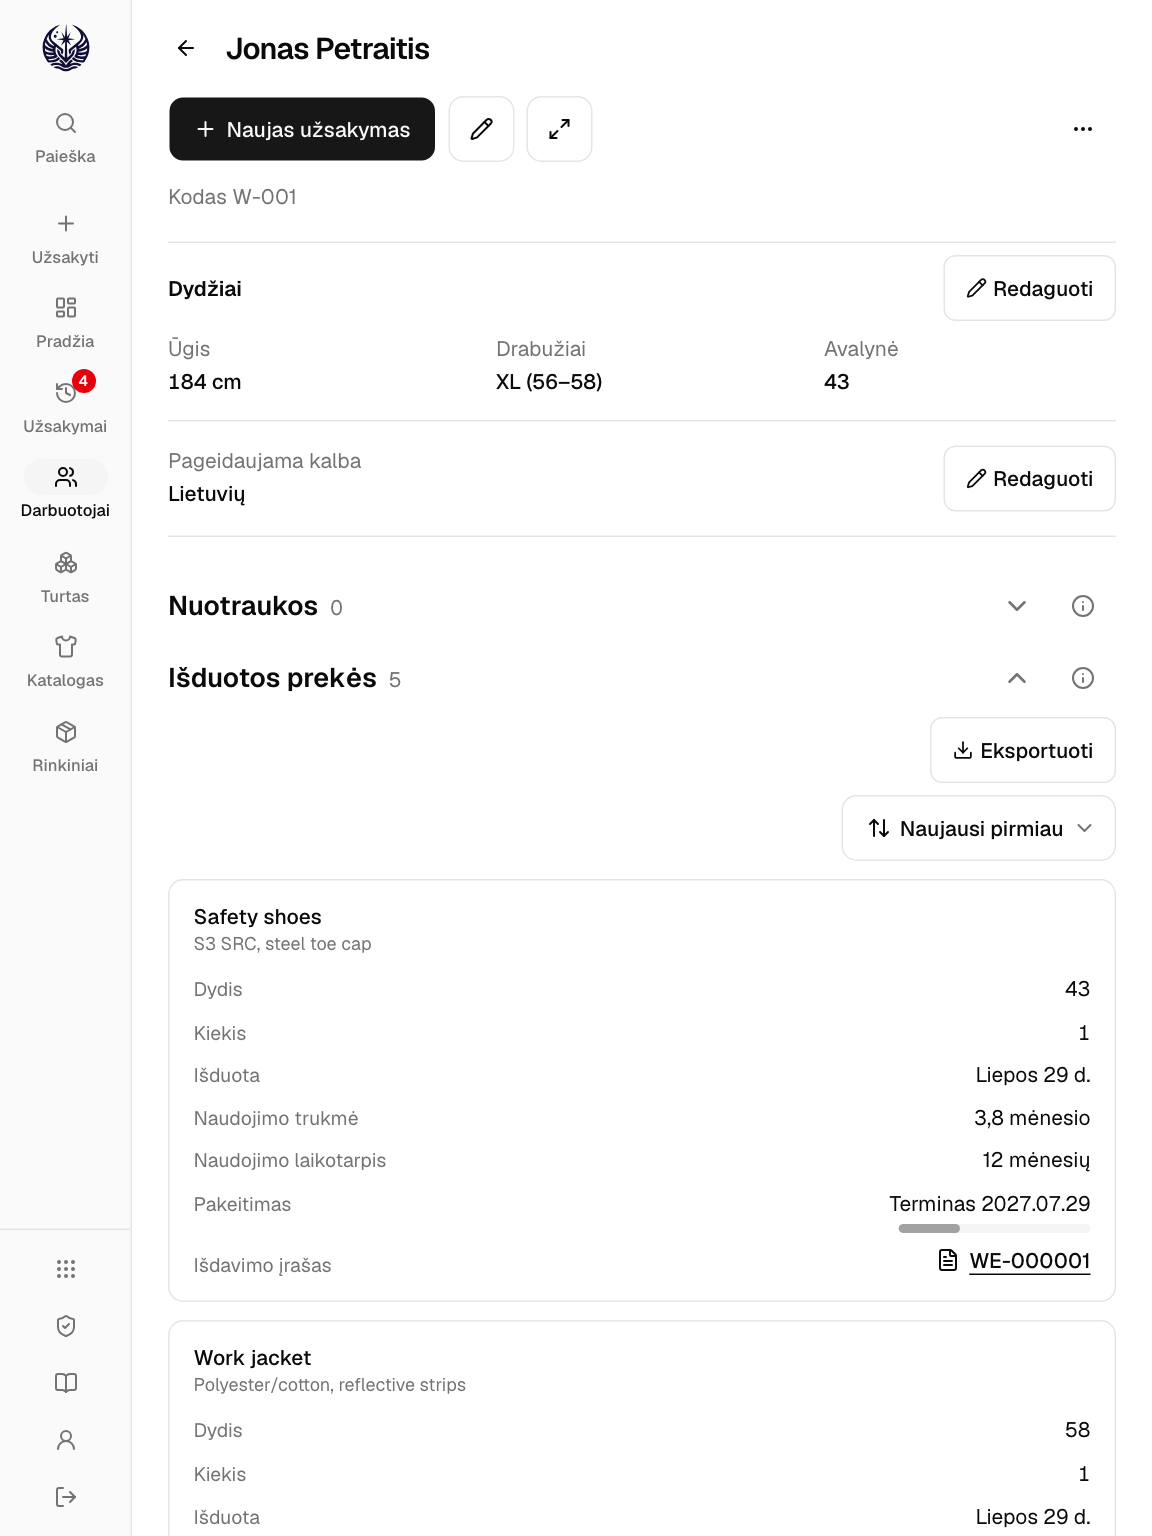 Jonas Petraitis
Naujas užsakymas
Kodas W-001
Paieška
Užsakyti
Pradžia
4
Užsakymai
Darbuotojai
Turtas
Katalogas
Rinkiniai
Dydžiai
Redaguoti
Ūgis
184 cm
Drabužiai
XL (56–58)
Avalynė
43
Pageidaujama kalba
Lietuvių
Redaguoti
Nuotraukos 0
Išduotos prekės 5
Eksportuoti
Naujausi pirmiau
Safety shoes
S3 SRC, steel toe cap
Dydis 43
Kiekis 1
Išduota Liepos 29 d.
Naudojimo trukmė 3,8 mėnesio
Naudojimo laikotarpis 12 mėnesių
Pakeitimas Terminas 2027.07.29
Išdavimo įrašas WE-000001
Work jacket
Polyester/cotton, reflective strips
Dydis 58
Kiekis 1
Išduota Liepos 29 d.